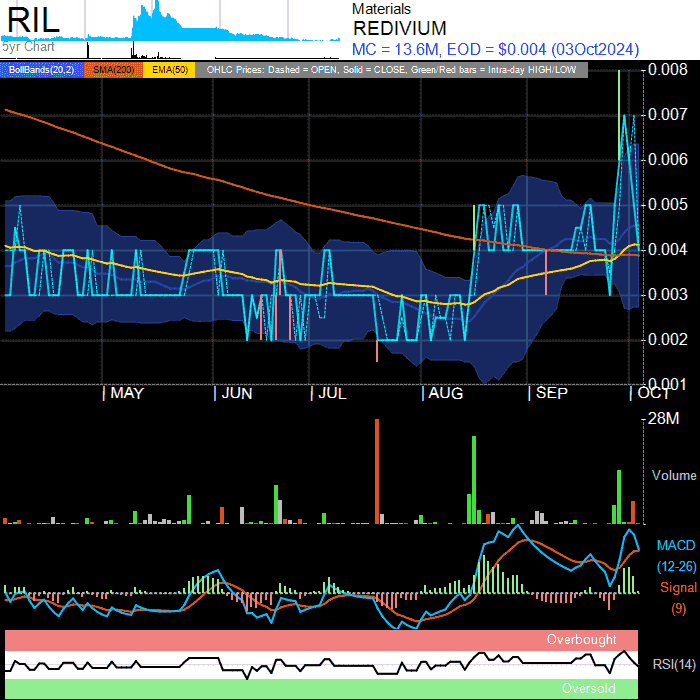 RIL
5yr Chart
Materials
REDIVIUM
MC = 13.6M, EOD = $0.004 (03Oct2024)
BollBands(20,2) SMA(200) EMA(50) OHLC Prices: Dashed = OPEN, Solid = CLOSE, Green/Red bars = Intra-day HIGH/LOW
0.008
0.007
0.006
0.005
0.004
0.003
0.002
0.001
MAY JUN JUL AUG SEP OCT
28M
Volume
MACD
(12-26)
Signal
(9)
Overbought
RSI(14)
Oversold